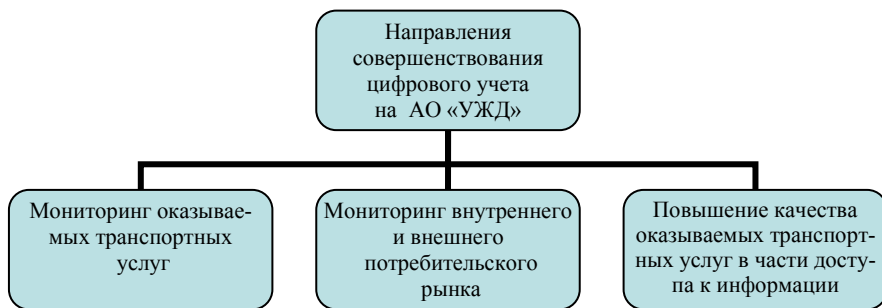 Направления
совершенствования
цифрового учета
на АО «УЖД»
Мониторинг оказывае-
мых транспортных
услуг
Мониторинг внутреннего
и внешнего
потребительского
рынка
Повышение качества
оказываемых транспорт-
ных услуг в части досту-
па к информации